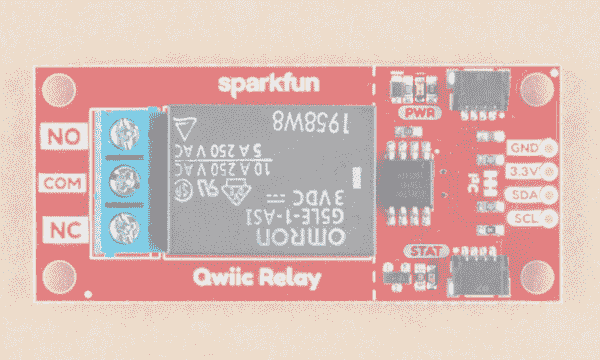 sparkfun
PWR
NO
COM
NC
1958W8
5 A 250 V AC
10 A 250 V AC
3VDC
G5LE-1-ASI
OMRON
GND
3.3V
SDA
SCL
I²C
STAT
Qwiic Relay